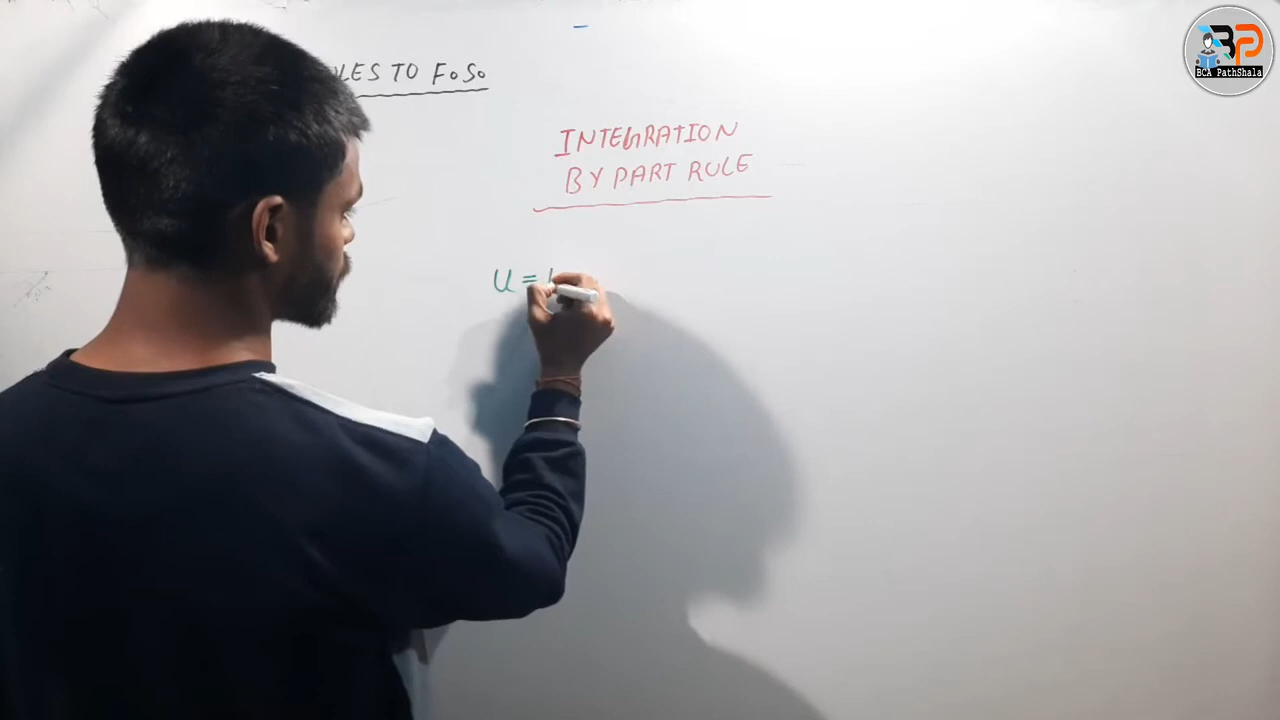 LES TO FoSo
INTEGRATION
BY PART RULE
U =
BCA PathShala